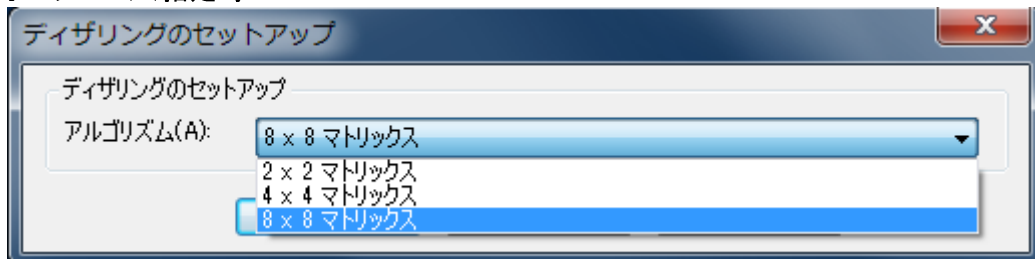 ディザリングのセットアップ
ディザリングのセットアップ
アルゴリズム(A): 8 x 8 マトリックス
2 x 2 マトリックス
4 x 4 マトリックス
8 x 8 マトリックス